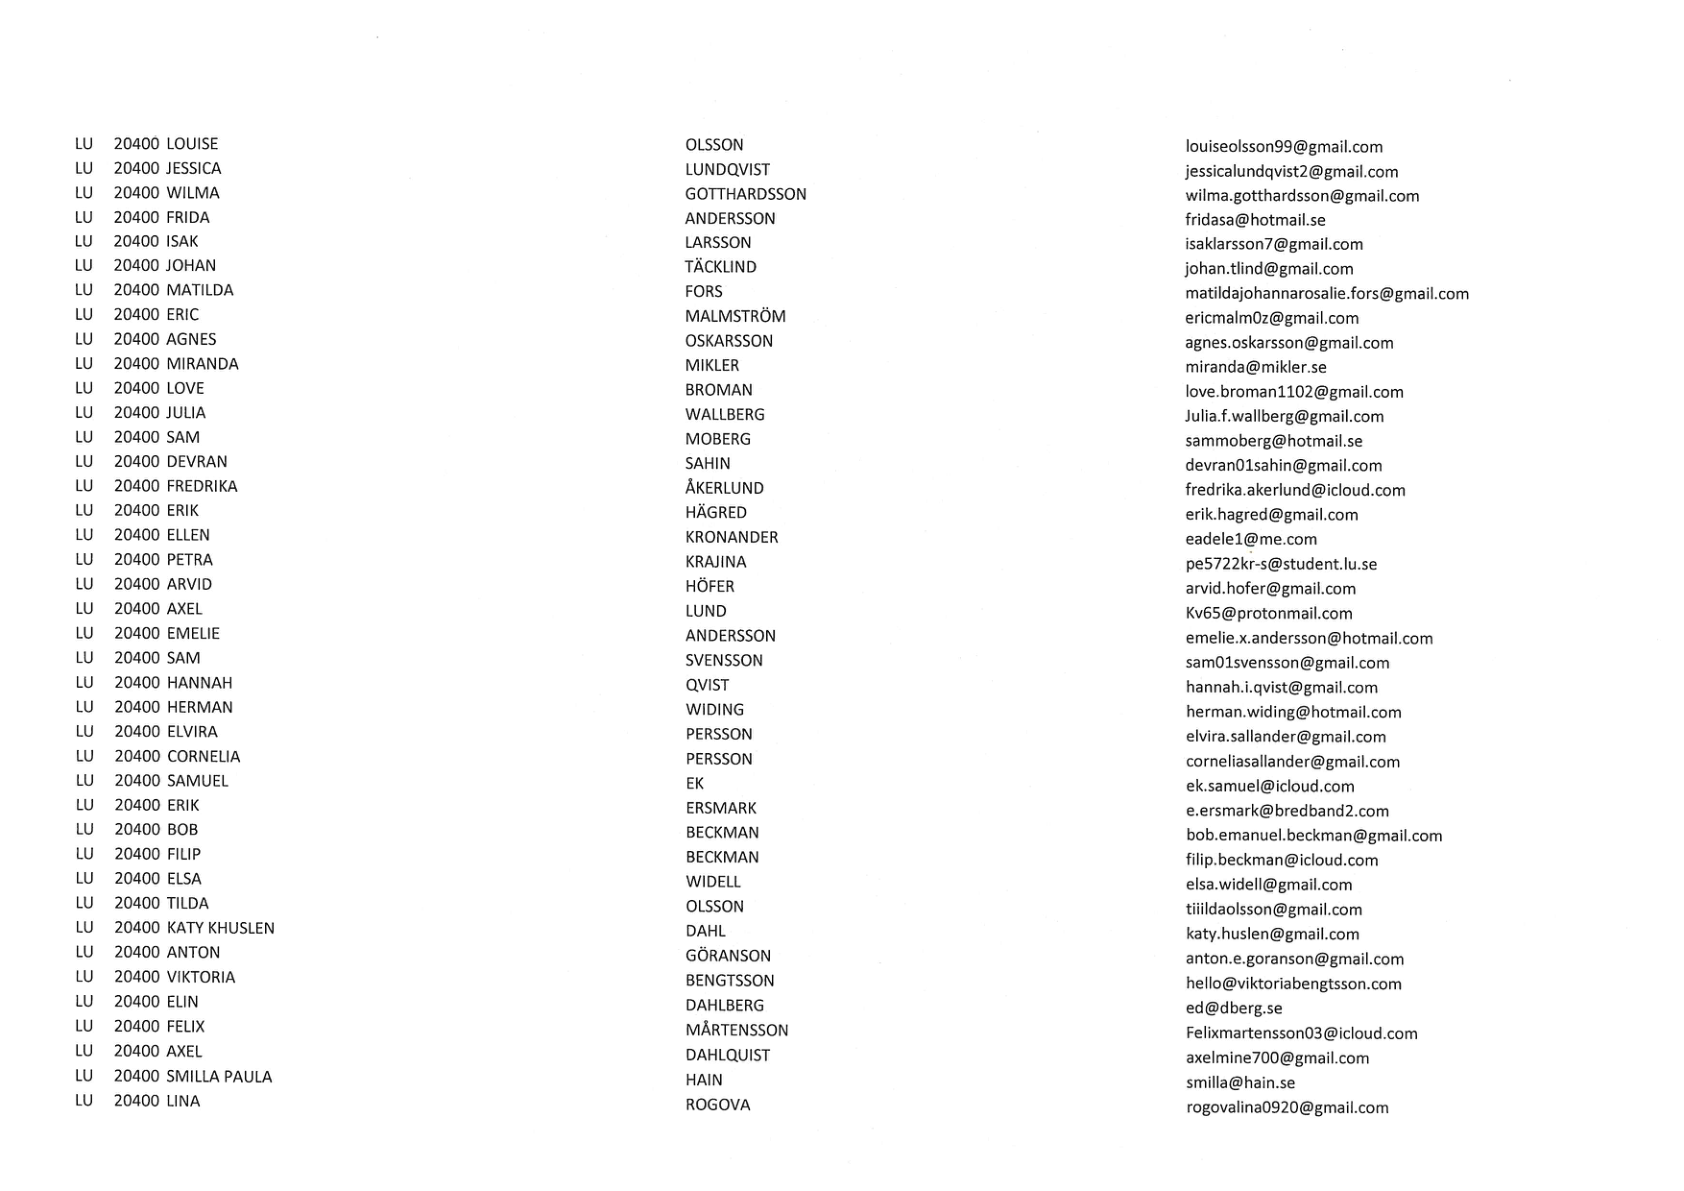 LU 20400 LOUISE OLSSON louiseolsson99@gmail.com
LU 20400 JESSICA LUNDQVIST jessicalundqvist2@gmail.com
LU 20400 WILMA GOTTHARDSSON wilma.gotthardsson@gmail.com
LU 20400 FRIDA ANDERSSON fridasa@hotmail.se
LU 20400 ISAK LARSSON isaklarsson7@gmail.com
LU 20400 JOHAN TÄCKLIND johan.tlind@gmail.com
LU 20400 MATILDA FORS matildajohannarosalie.fors@gmail.com
LU 20400 ERIC MALMSTRÖM ericmalm0z@gmail.com
LU 20400 AGNES OSKARSSON agnes.oskarsson@gmail.com
LU 20400 MIRANDA MIKLER miranda@mikler.se
LU 20400 LOVE BROMAN love.broman1102@gmail.com
LU 20400 JULIA WALLBERG Julia.f.wallberg@gmail.com
LU 20400 SAM MOBERG sammoberg@hotmail.se
LU 20400 DEVRAN SAHIN devran01sahin@gmail.com
LU 20400 FREDRIKA ÅKERLUND fredrika.akerlund@icloud.com
LU 20400 ERIK HÄGRED erik.hagred@gmail.com
LU 20400 ELLEN KRONANDER eadele1@me.com
LU 20400 PETRA KRAJINA pe5722kr-s@student.lu.se
LU 20400 ARVID HÖFER arvid.hofer@gmail.com
LU 20400 AXEL LUND Kv65@protonmail.com
LU 20400 EMELIE ANDERSSON emelie.x.andersson@hotmail.com
LU 20400 SAM SVENSSON sam01svensson@gmail.com
LU 20400 HANNAH QVIST hannah.i.qvist@gmail.com
LU 20400 HERMAN WIDING herman.widing@hotmail.com
LU 20400 ELVIRA PERSSON elvira.sallander@gmail.com
LU 20400 CORNELIA PERSSON corneliasallander@gmail.com
LU 20400 SAMUEL EK ek.samuel@icloud.com
LU 20400 ERIK ERSMARK e.ersmark@bredband2.com
LU 20400 BOB BECKMAN bob.emanuel.beckman@gmail.com
LU 20400 FILIP BECKMAN filip.beckman@icloud.com
LU 20400 ELSA WIDELL elsa.widell@gmail.com
LU 20400 TILDA OLSSON tiiildaolsson@gmail.com
LU 20400 KATY KHUSLEN DAHL katy.huslen@gmail.com
LU 20400 ANTON GÖRANSON anton.e.goranson@gmail.com
LU 20400 VIKTORIA BENGTSSON hello@viktoriabengtsson.com
LU 20400 ELIN DAHLBERG ed@dberg.se
LU 20400 FELIX MÅRTENSSON Felixmartensson03@icloud.com
LU 20400 AXEL DAHLQUIST axelmine700@gmail.com
LU 20400 SMILLA PAULA HAIN smilla@hain.se
LU 20400 LINA ROGOVA rogovalina0920@gmail.com